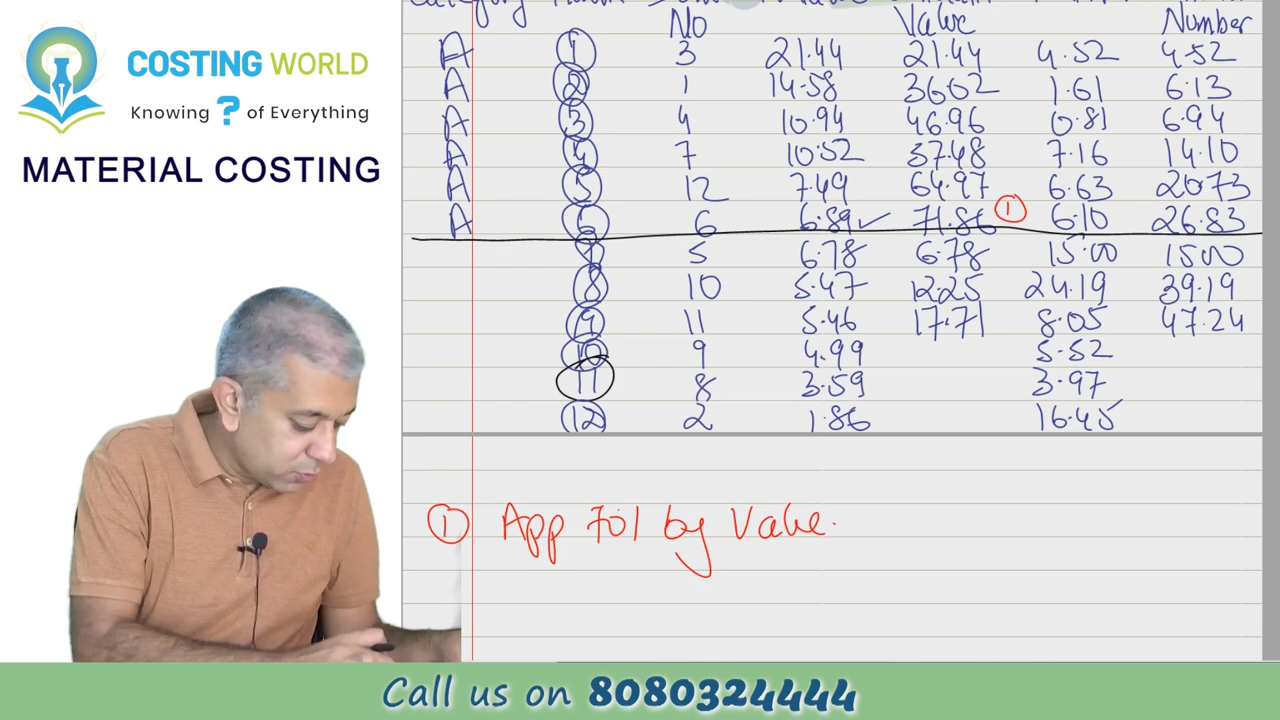 COSTING WORLD
Knowing ? of Everything
MATERIAL COSTING
Category
No Value Number
A 1 3 21.44 21.44 4.52 4.52
A 2 1 14.58 36.02 1.61 6.13
A 3 4 10.94 46.96 0.81 6.94
A 4 7 10.52 37.48 7.16 14.10
A 5 12 7.49 64.97 6.63 20.73
A 6 6 6.89 ✓ 71.86 1 6.10 26.83
5 6.78 6.78 15.00 15.00
8 10 5.47 12.25 24.19 39.19
9 11 5.46 17.71 8.05 47.24
10 9 4.99 5.52
11 8 3.59 3.97
12 2 1.86 16.45
1 App 70% by Value.
Call us on 8080324444